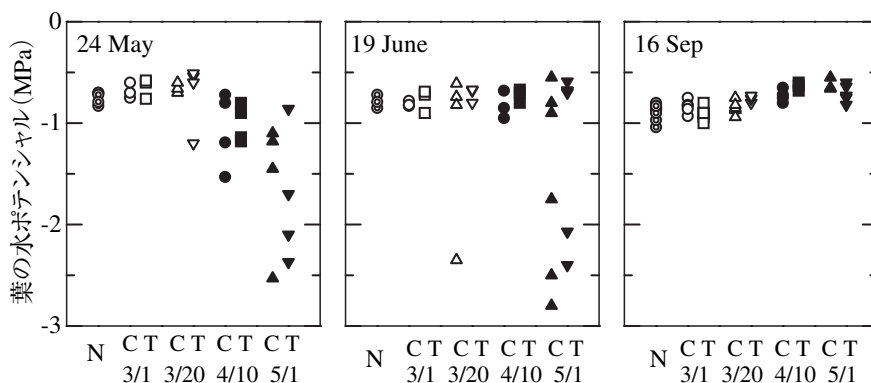 葉の水ポテンシャル(MPa)
0
-1
-2
-3
24 May
19 June
16 Sep
N C T C T C T C T
3/1 3/20 4/10 5/1
N C T C T C T C T
3/1 3/20 4/10 5/1
N C T C T C T C T
3/1 3/20 4/10 5/1